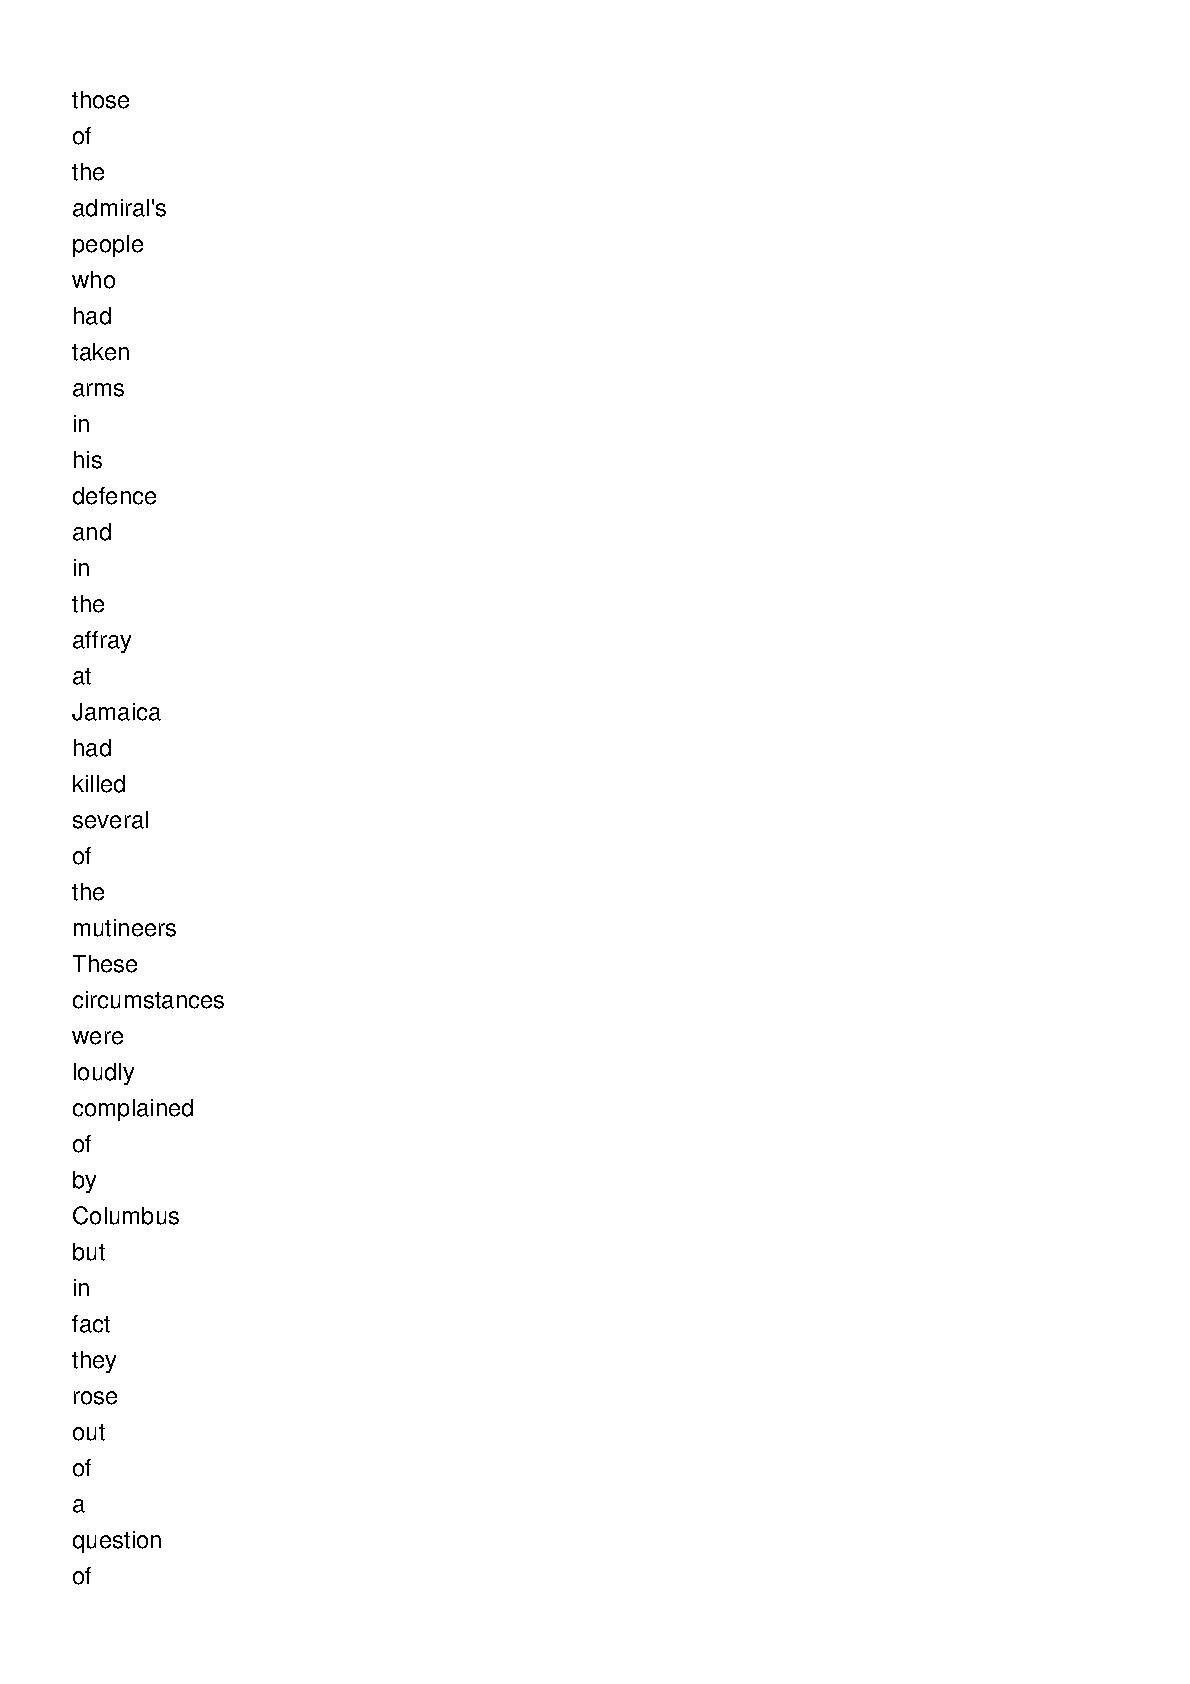 those
of
the
admiral's
people
who
had
taken
arms
in
his
defence
and
in
the
affray
at
Jamaica
had
killed
several
of
the
mutineers
These
circumstances
were
loudly
complained
of
by
Columbus
but
in
fact
they
rose
out
of
a
question
of